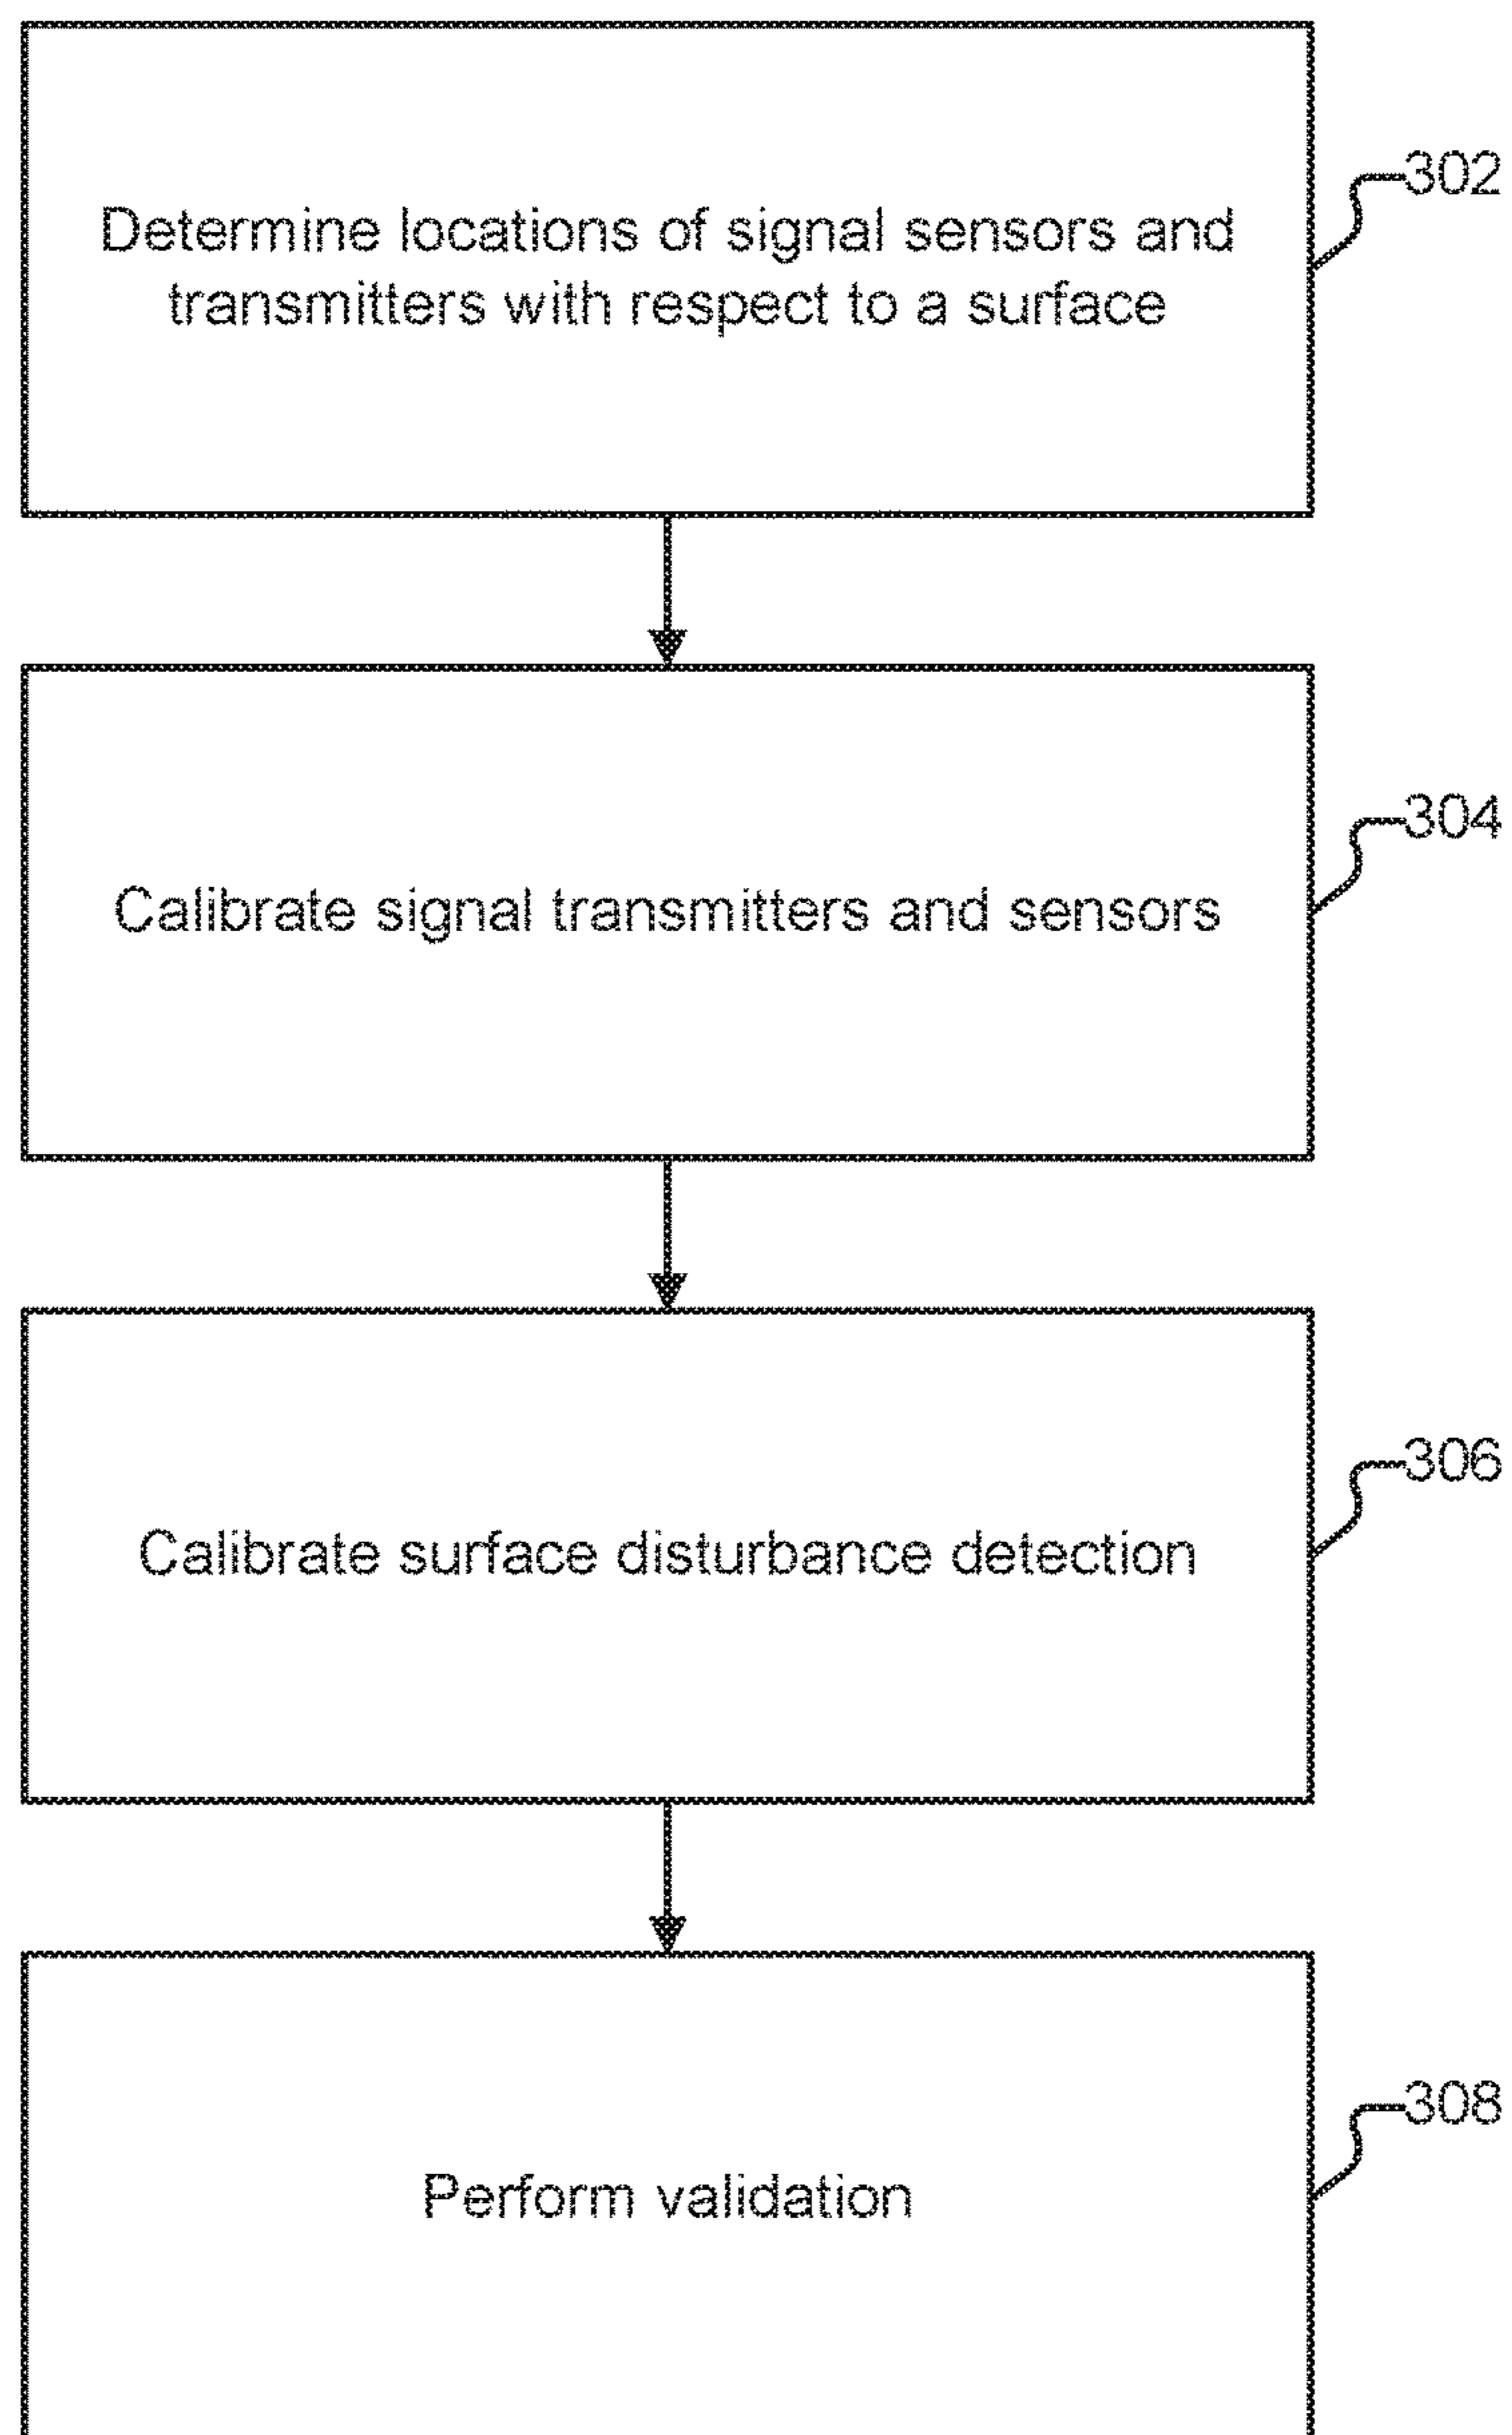 302
Determine locations of signal sensors and
transmitters with respect to a surface
304
Calibrate signal transmitters and sensors
306
Calibrate surface disturbance detection
308
Perform validation